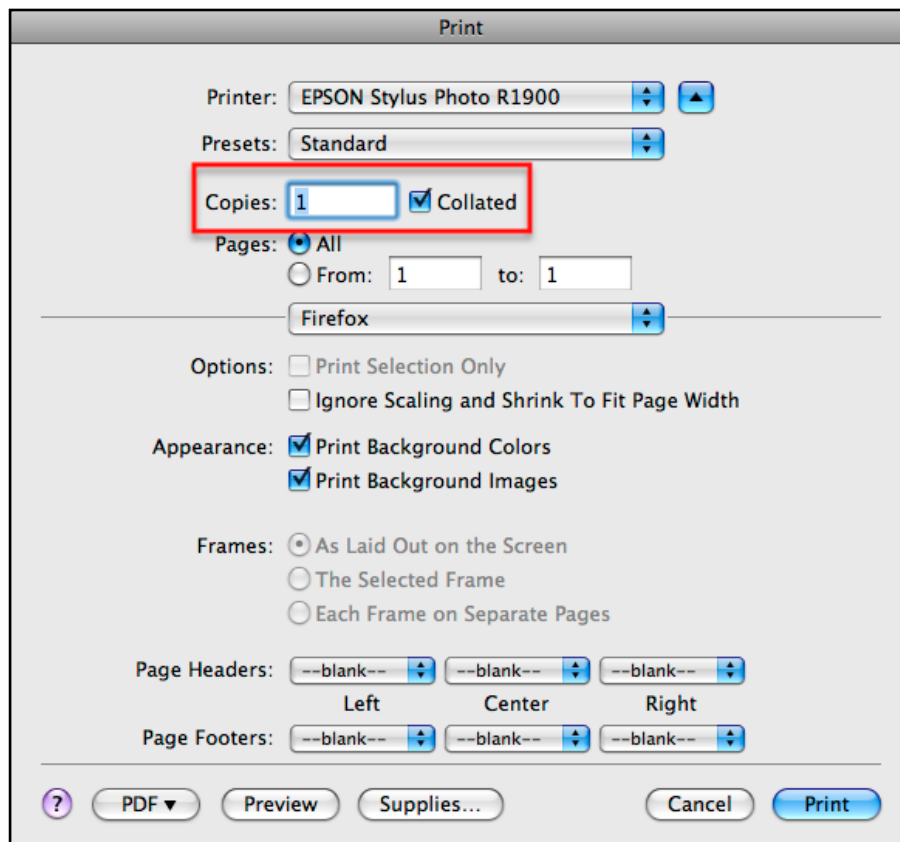 Print
Printer: EPSON Stylus Photo R1900
Presets: Standard
Copies: 1 Collated
Pages: All
From: 1 to: 1
Firefox
Options: Print Selection Only
Ignore Scaling and Shrink To Fit Page Width
Appearance: Print Background Colors
Print Background Images
Frames: As Laid Out on the Screen
The Selected Frame
Each Frame on Separate Pages
Page Headers: --blank-- --blank-- --blank--
Left Center Right
Page Footers: --blank-- --blank-- --blank--
? PDF▼ Preview Supplies... Cancel Print